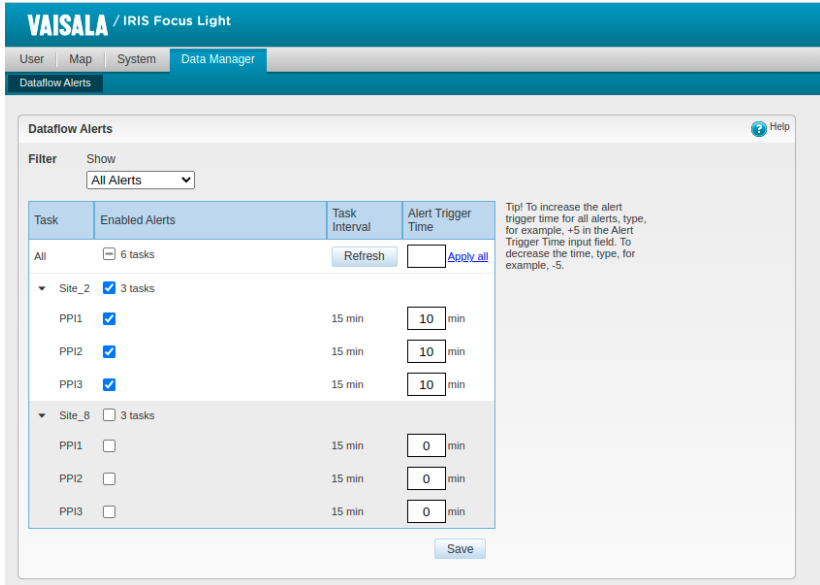 VAISALA / IRIS Focus Light
User Map System Data Manager
Dataflow Alerts
Dataflow Alerts
? Help
Filter Show
All Alerts
Task Enabled Alerts Task Interval Alert Trigger Time
All 6 tasks Refresh Apply all
Site_2 3 tasks
PPI1 15 min 10 min
PPI2 15 min 10 min
PPI3 15 min 10 min
Site_8 3 tasks
PPI1 15 min 0 min
PPI2 15 min 0 min
PPI3 15 min 0 min
Save
Tip! To increase the alert
trigger time for all alerts, type,
for example, +5 in the Alert
Trigger Time input field. To
decrease the time, type, for
example, -5.